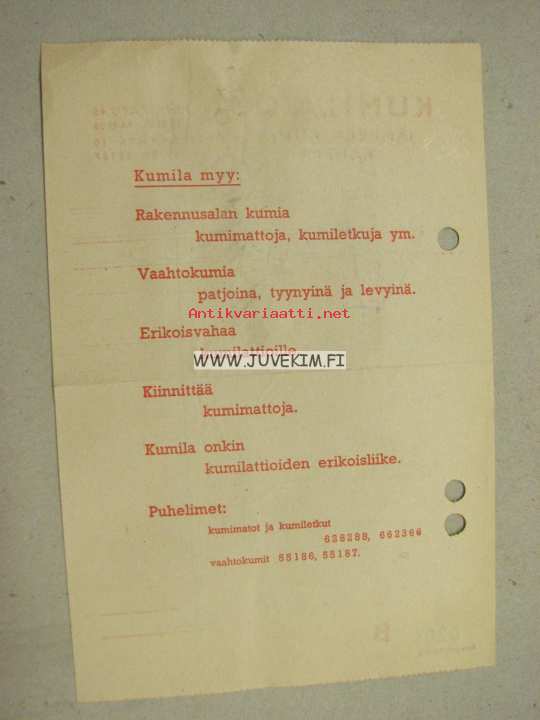 Kumila myy:
Rakennusalan kumia
kumimattoja, kumiletkuja ym.
Vaahtokumia
patjoina, tyynyinä ja levyinä.
Antikvariaatti.net
Erikoisvahaa
kumilattioille.
WWW.JUVEKIM.FI
Kiinnittää
kumimattoja.
Kumila onkin
kumilattioiden erikoisliike.
Puhelimet:
kumimatot ja kumiletkut
626288, 662366
vaahtokumit 55186, 55187.